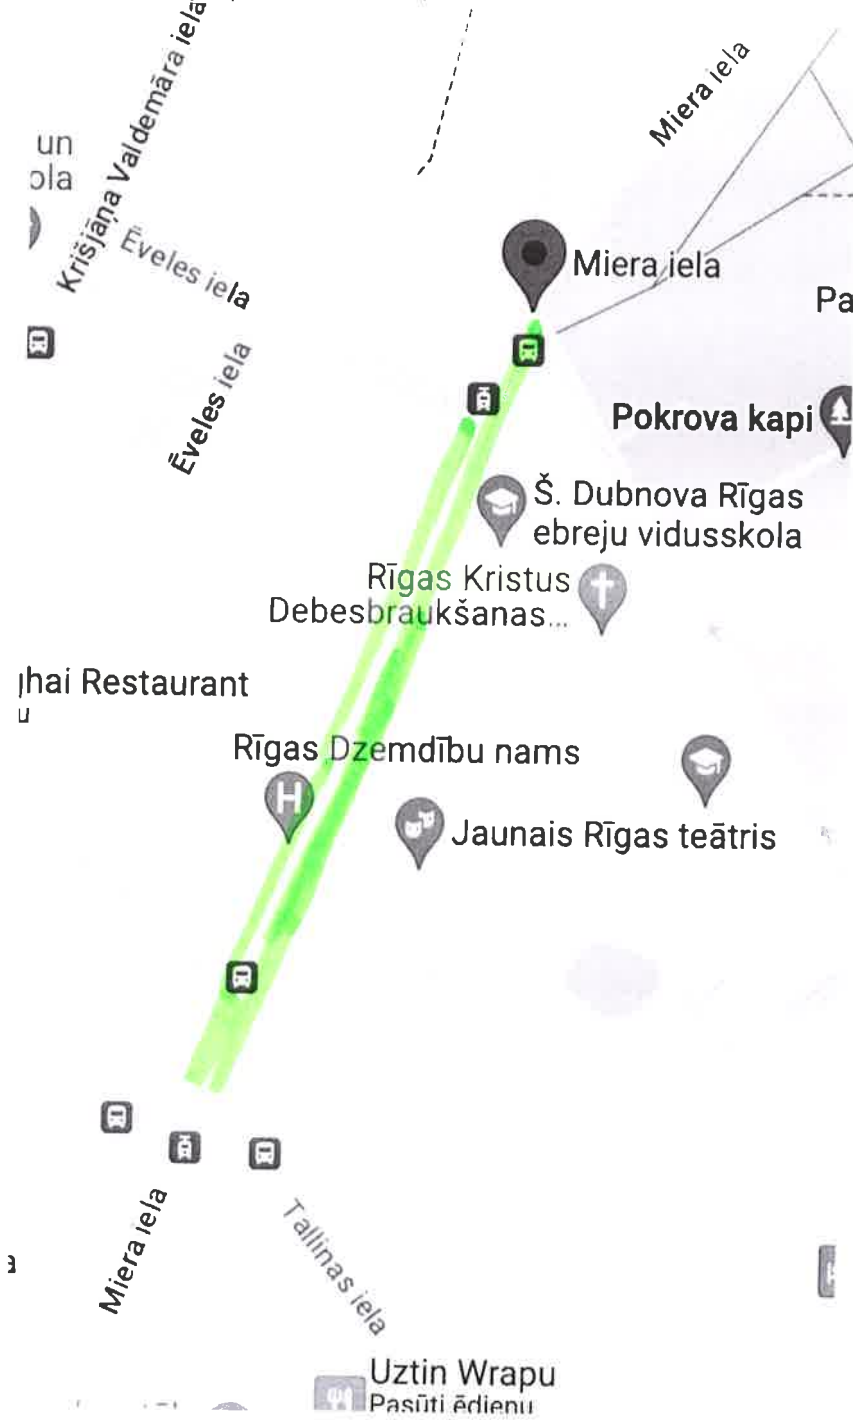 Krišjāņa Valdemāra iela
Miera iela
un
ola
Ēveles iela
Miera iela
Pa
Ēveles iela
Pokrova kapi
Š. Dubnova Rīgas
ebreju vidusskola
Rīgas Kristus
Debesbraukšanas...
hai Restaurant
u
Rīgas Dzemdību nams
H
Jaunais Rīgas teātris
Miera iela
Tallinas iela
a
Uztin Wrapu
Pasūti ēdienu